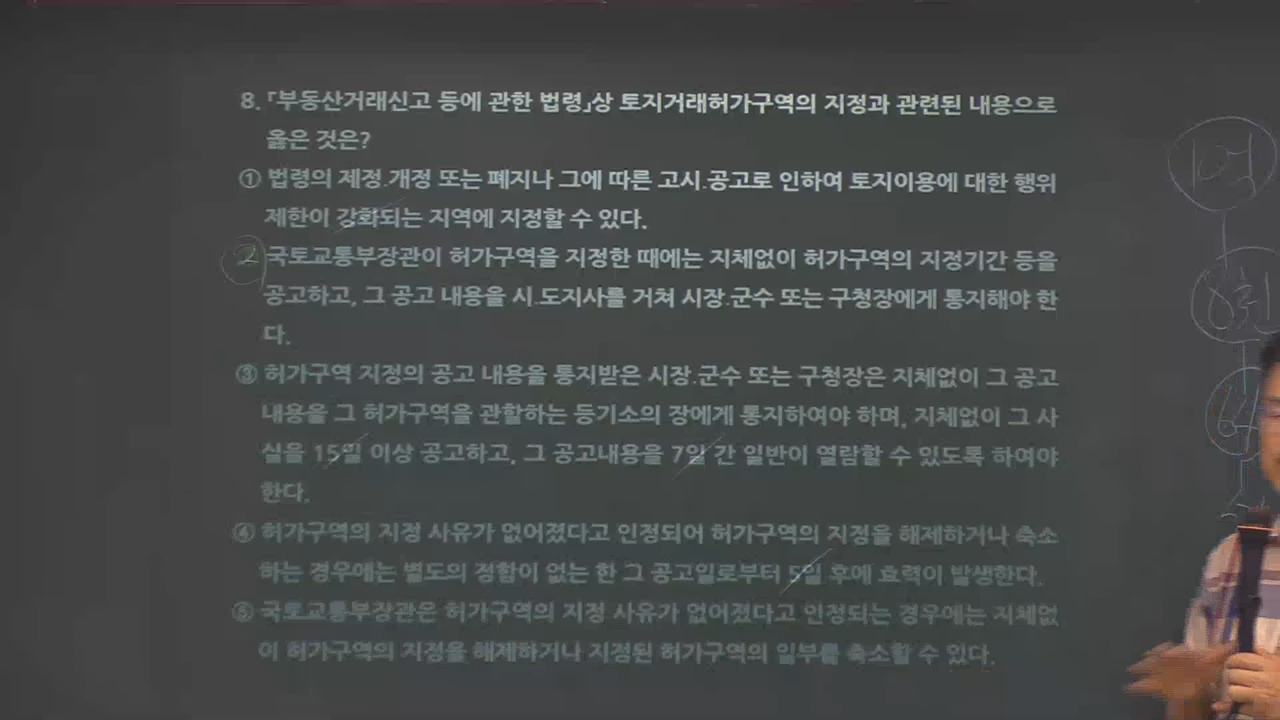 8. 「부동산거래신고 등에 관한 법령」상 토지거래허가구역의 지정과 관련된 내용으로
옳은 것은?
① 법령의 제정.개정 또는 폐지나 그에 따른 고시.공고로 인하여 토지이용에 대한 행위
제한이 강화되는 지역에 지정할 수 있다.
② 국토교통부장관이 허가구역을 지정한 때에는 지체없이 허가구역의 지정기간 등을
공고하고, 그 공고 내용을 시.도지사를 거쳐 시장.군수 또는 구청장에게 통지해야 한
다.
③ 허가구역 지정의 공고 내용을 통지받은 시장.군수 또는 구청장은 지체없이 그 공고
내용을 그 허가구역을 관할하는 등기소의 장에게 통지하여야 하며, 지체없이 그 사
실을 15일 이상 공고하고, 그 공고내용을 7일 간 일반이 열람할 수 있도록 하여야
한다.
④ 허가구역의 지정 사유가 없어졌다고 인정되어 허가구역의 지정을 해제하거나 축소
하는 경우에는 별도의 정함이 없는 한 그 공고일로부터 5일 후에 효력이 발생한다.
⑤ 국토교통부장관은 허가구역의 지정 사유가 없어졌다고 인정되는 경우에는 지체없
이 허가구역의 지정을 해제하거나 지정된 허가구역의 일부를 축소할 수 있다.